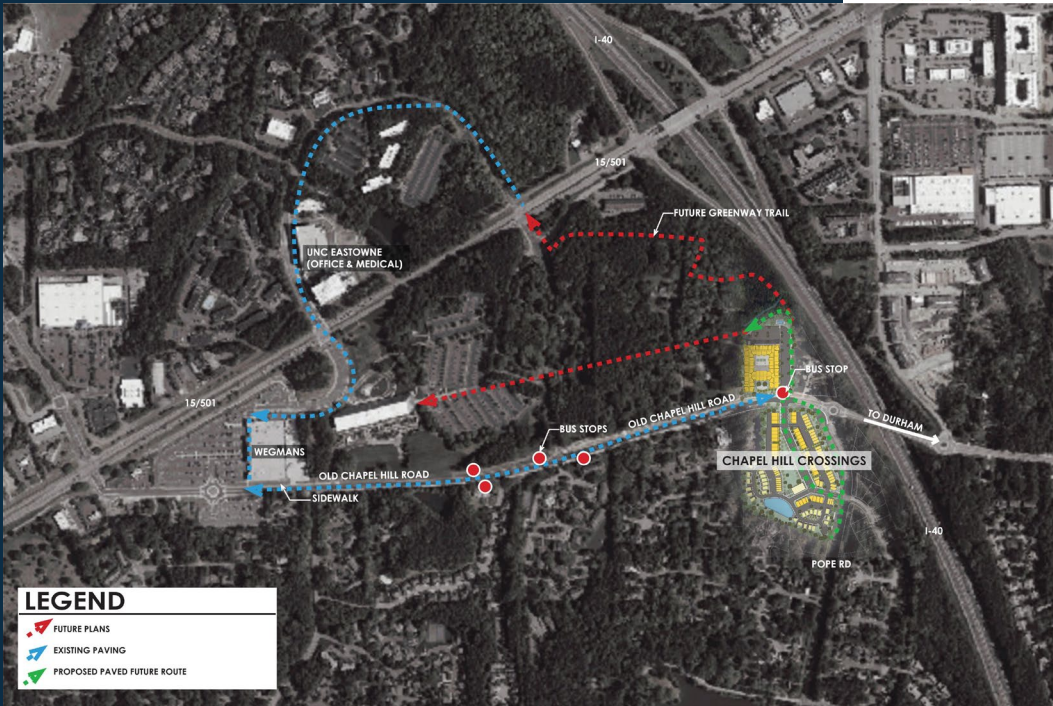 I-40
15/501
FUTURE GREENWAY TRAIL
UNC EASTOWNE
(OFFICE & MEDICAL)
BUS STOP
15/501
OLD CHAPEL HILL ROAD
TO DURHAM
BUS STOPS
WEGMANS
CHAPEL HILL CROSSINGS
OLD CHAPEL HILL ROAD
SIDEWALK
I-40
POPE RD
LEGEND
FUTURE PLANS
EXISTING PAVING
PROPOSED PAVED FUTURE ROUTE